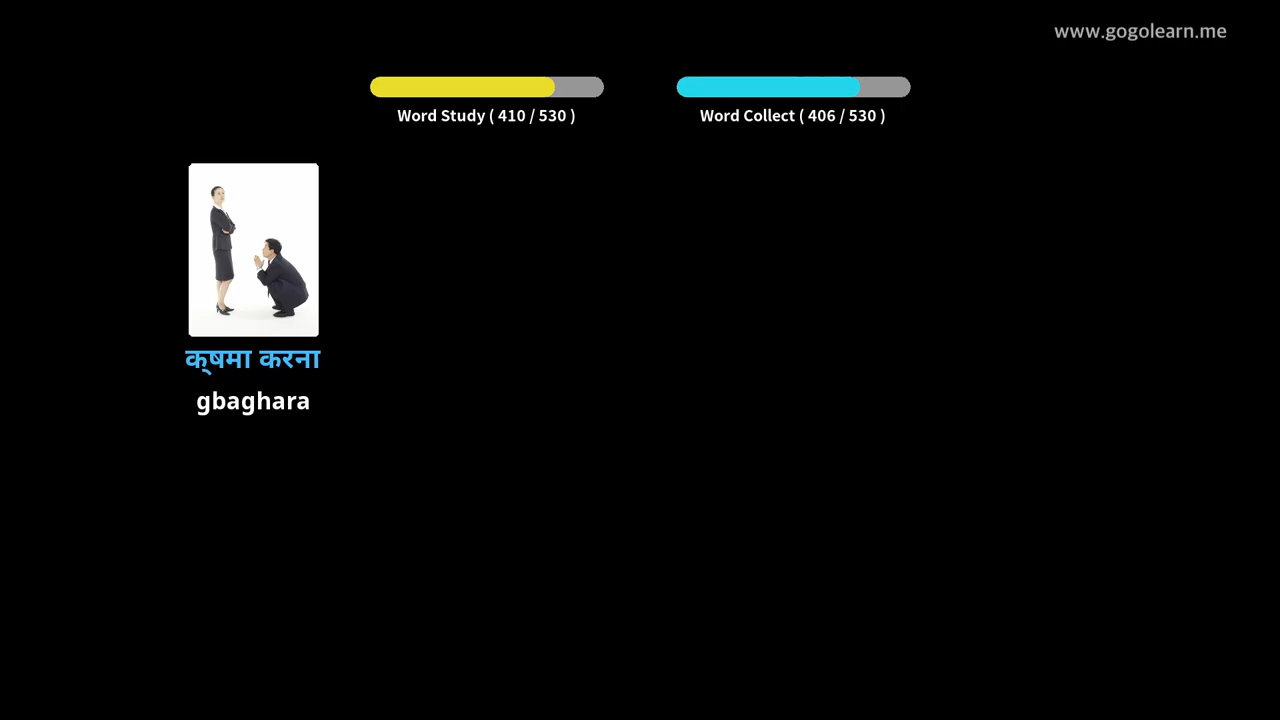 www.gogolearn.me
Word Study ( 410 / 530 )
Word Collect ( 406 / 530 )
क्षमा करना
gbaghara